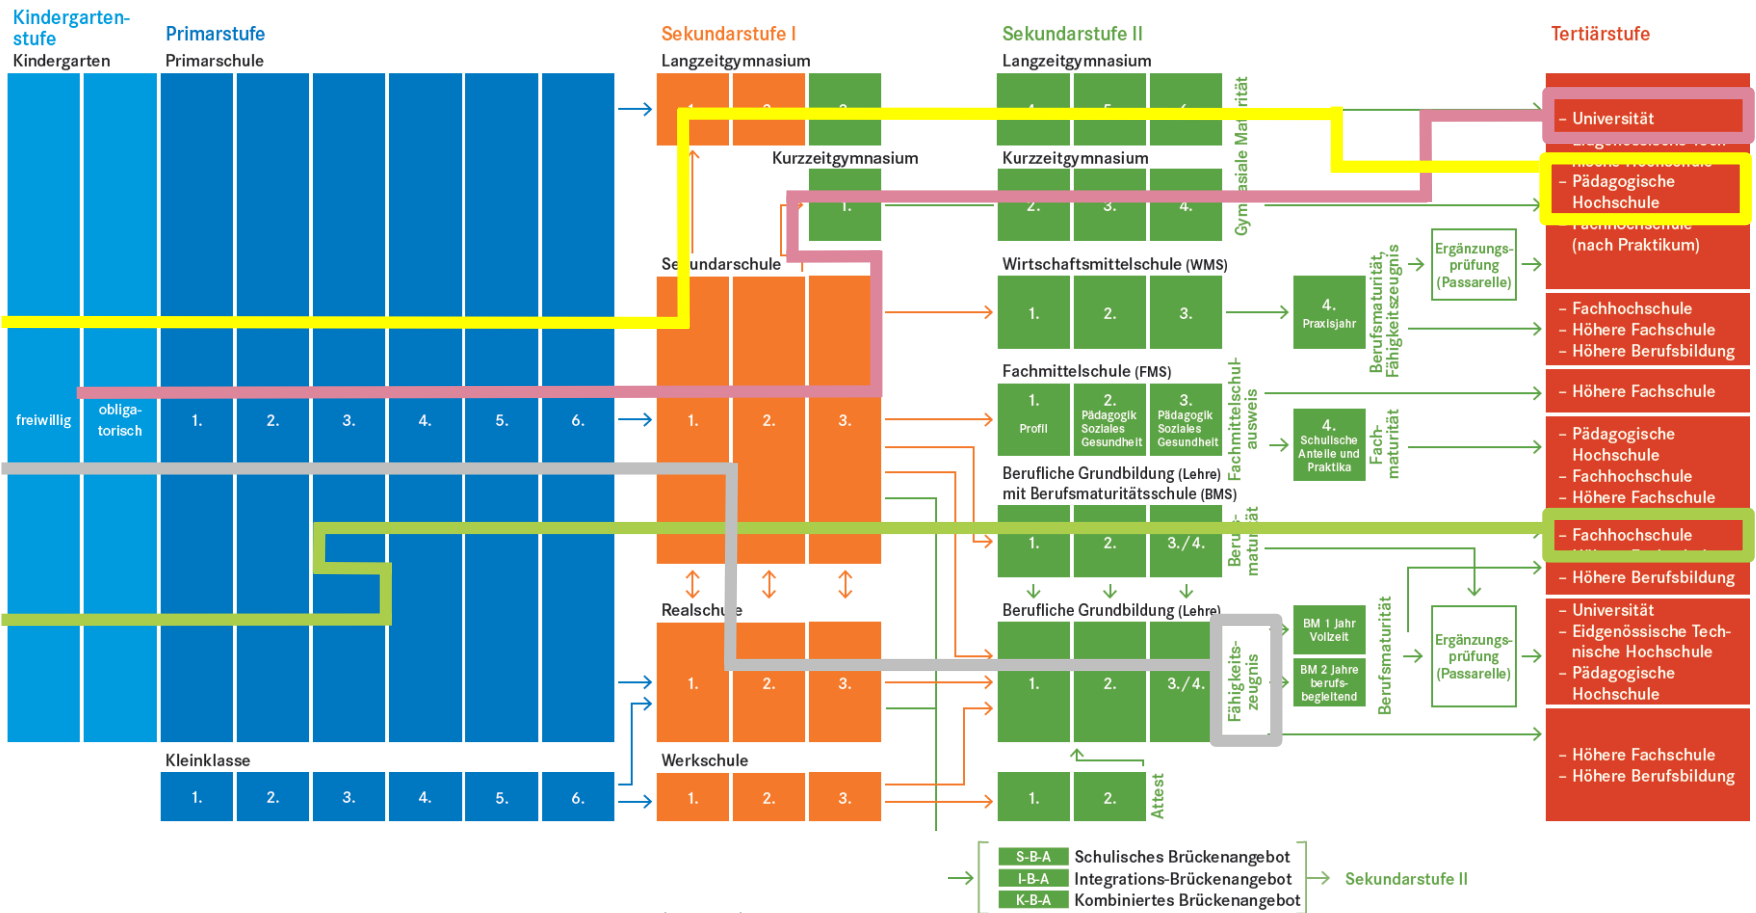 Kindergarten-
stufe
Kindergarten
freiwillig
obliga-
torisch
Primarstufe
Primarschule
1. 2. 3. 4. 5. 6.
Kleinklasse
1. 2. 3. 4. 5. 6.
Sekundarstufe I
Langzeitgymnasium
Kurzzeitgymnasium
1.
Sekundarschule
1. 2. 3.
Realschule
1. 2. 3.
Werkschule
1. 2. 3.
Sekundarstufe II
Langzeitgymnasium
Kurzzeitgymnasium
2. 3. 4.
Gymnasiale Maturität
Wirtschaftsmittelschule (WMS)
1. 2. 3.
4.
Praxisjahr
Berufsmaturität,
Fähigkeitszeugnis
Ergänzungs-
prüfung
(Passarelle)
Fachmittelschule (FMS)
1.
Profil
2.
Pädagogik
Soziales
Gesundheit
3.
Pädagogik
Soziales
Gesundheit
Fachmittelschul-
ausweis
4.
Schulische
Anteile und
Praktika
Fach-
maturität
Berufliche Grundbildung (Lehre)
mit Berufsmaturitätsschule (BMS)
1. 2. 3./4.
Berufs-
maturität
Berufliche Grundbildung (Lehre)
1. 2. 3./4.
Fähigkeits-
zeugnis
BM 1 Jahr
Vollzeit
BM 2 Jahre
berufs-
begleitend
Berufsmaturität
Ergänzungs-
prüfung
(Passarelle)
1. 2.
Attest
S-B-A Schulisches Brückenangebot
I-B-A Integrations-Brückenangebot
K-B-A Kombiniertes Brückenangebot
Sekundarstufe II
Tertiärstufe
– Universität
– Pädagogische
Hochschule
(nach Praktikum)
– Fachhochschule
– Höhere Fachschule
– Höhere Berufsbildung
– Höhere Fachschule
– Pädagogische
Hochschule
– Fachhochschule
– Höhere Fachschule
– Fachhochschule
– Höhere Berufsbildung
– Universität
– Eidgenössische Tech-
nische Hochschule
– Pädagogische
Hochschule
– Höhere Fachschule
– Höhere Berufsbildung